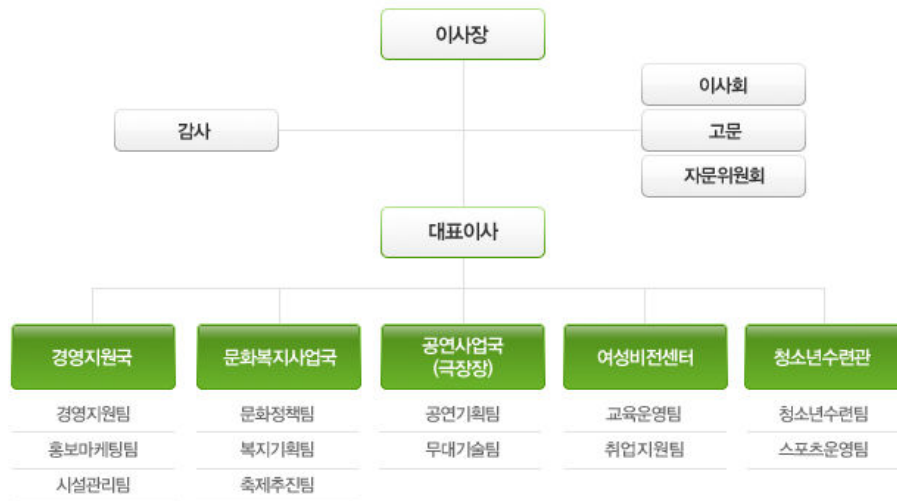 이사장
이사회
감사
고문
자문위원회
대표이사
경영지원국
문화복지사업국
공연사업국
(극장장)
여성비전센터
청소년수련관
경영지원팀
문화정책팀
공연기획팀
교육운영팀
청소년수련팀
홍보마케팅팀
복지기획팀
무대기술팀
취업지원팀
스포츠운영팀
시설관리팀
축제추진팀